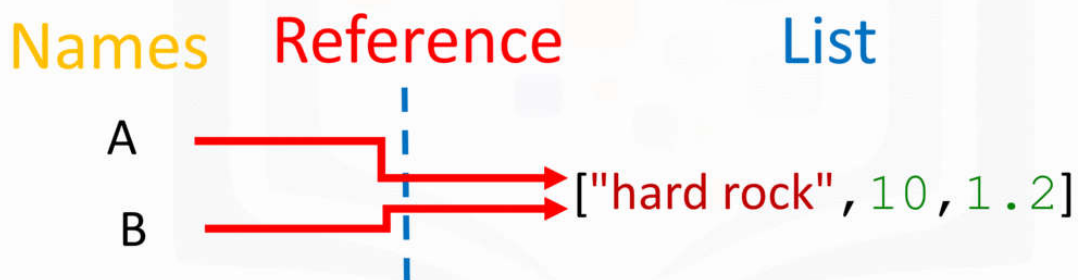 Names Reference List
A
["hard rock", 10, 1.2]
B